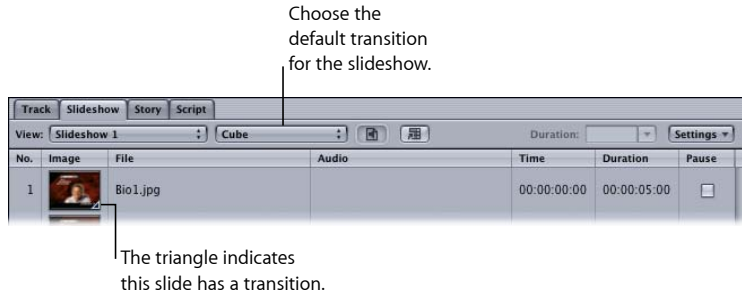 Choose the
default transition
for the slideshow.
Track Slideshow Story Script
View: Slideshow 1 Cube Duration: Settings
No. Image File Audio Time Duration Pause
1 Bio1.jpg 00:00:00:00 00:00:05:00
The triangle indicates
this slide has a transition.